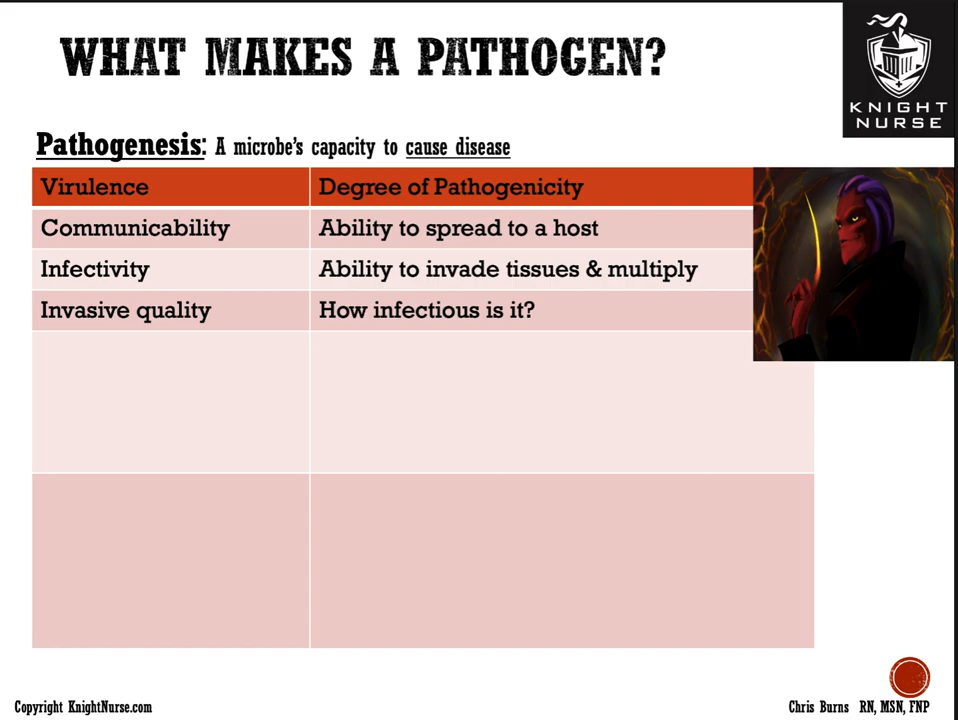 WHAT MAKES A PATHOGEN?
KNIGHT
NURSE
Pathogenesis: A microbe's capacity to cause disease
Virulence Degree of Pathogenicity
Communicability Ability to spread to a host
Infectivity Ability to invade tissues & multiply
Invasive quality How infectious is it?
Copyright KnightNurse.com Chris Burns RN, MSN, FNP